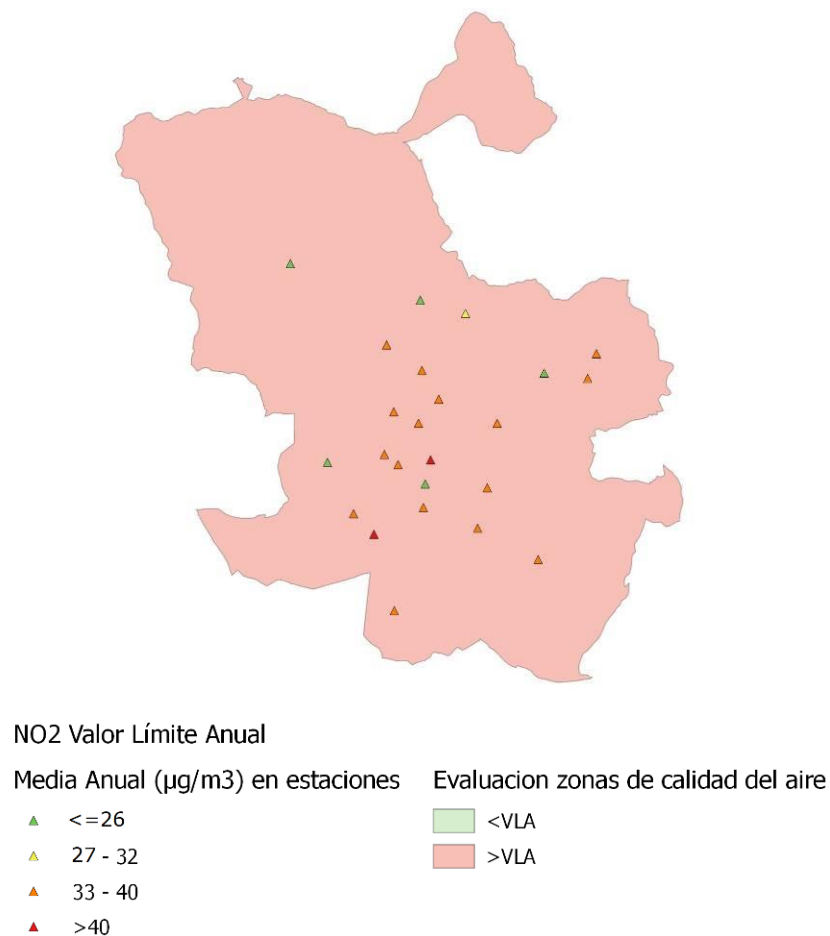 NO2 Valor Límite Anual
Media Anual (µg/m3) en estaciones
<=26
27 - 32
33 - 40
>40
Evaluacion zonas de calidad del aire
<VLA
>VLA